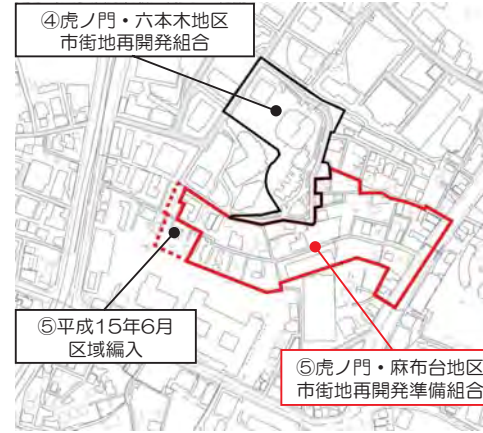 ④虎ノ門・六本木地区
市街地再開発組合
⑤平成15年6月
区域編入
⑤虎ノ門・麻布台地区
市街地再開発準備組合